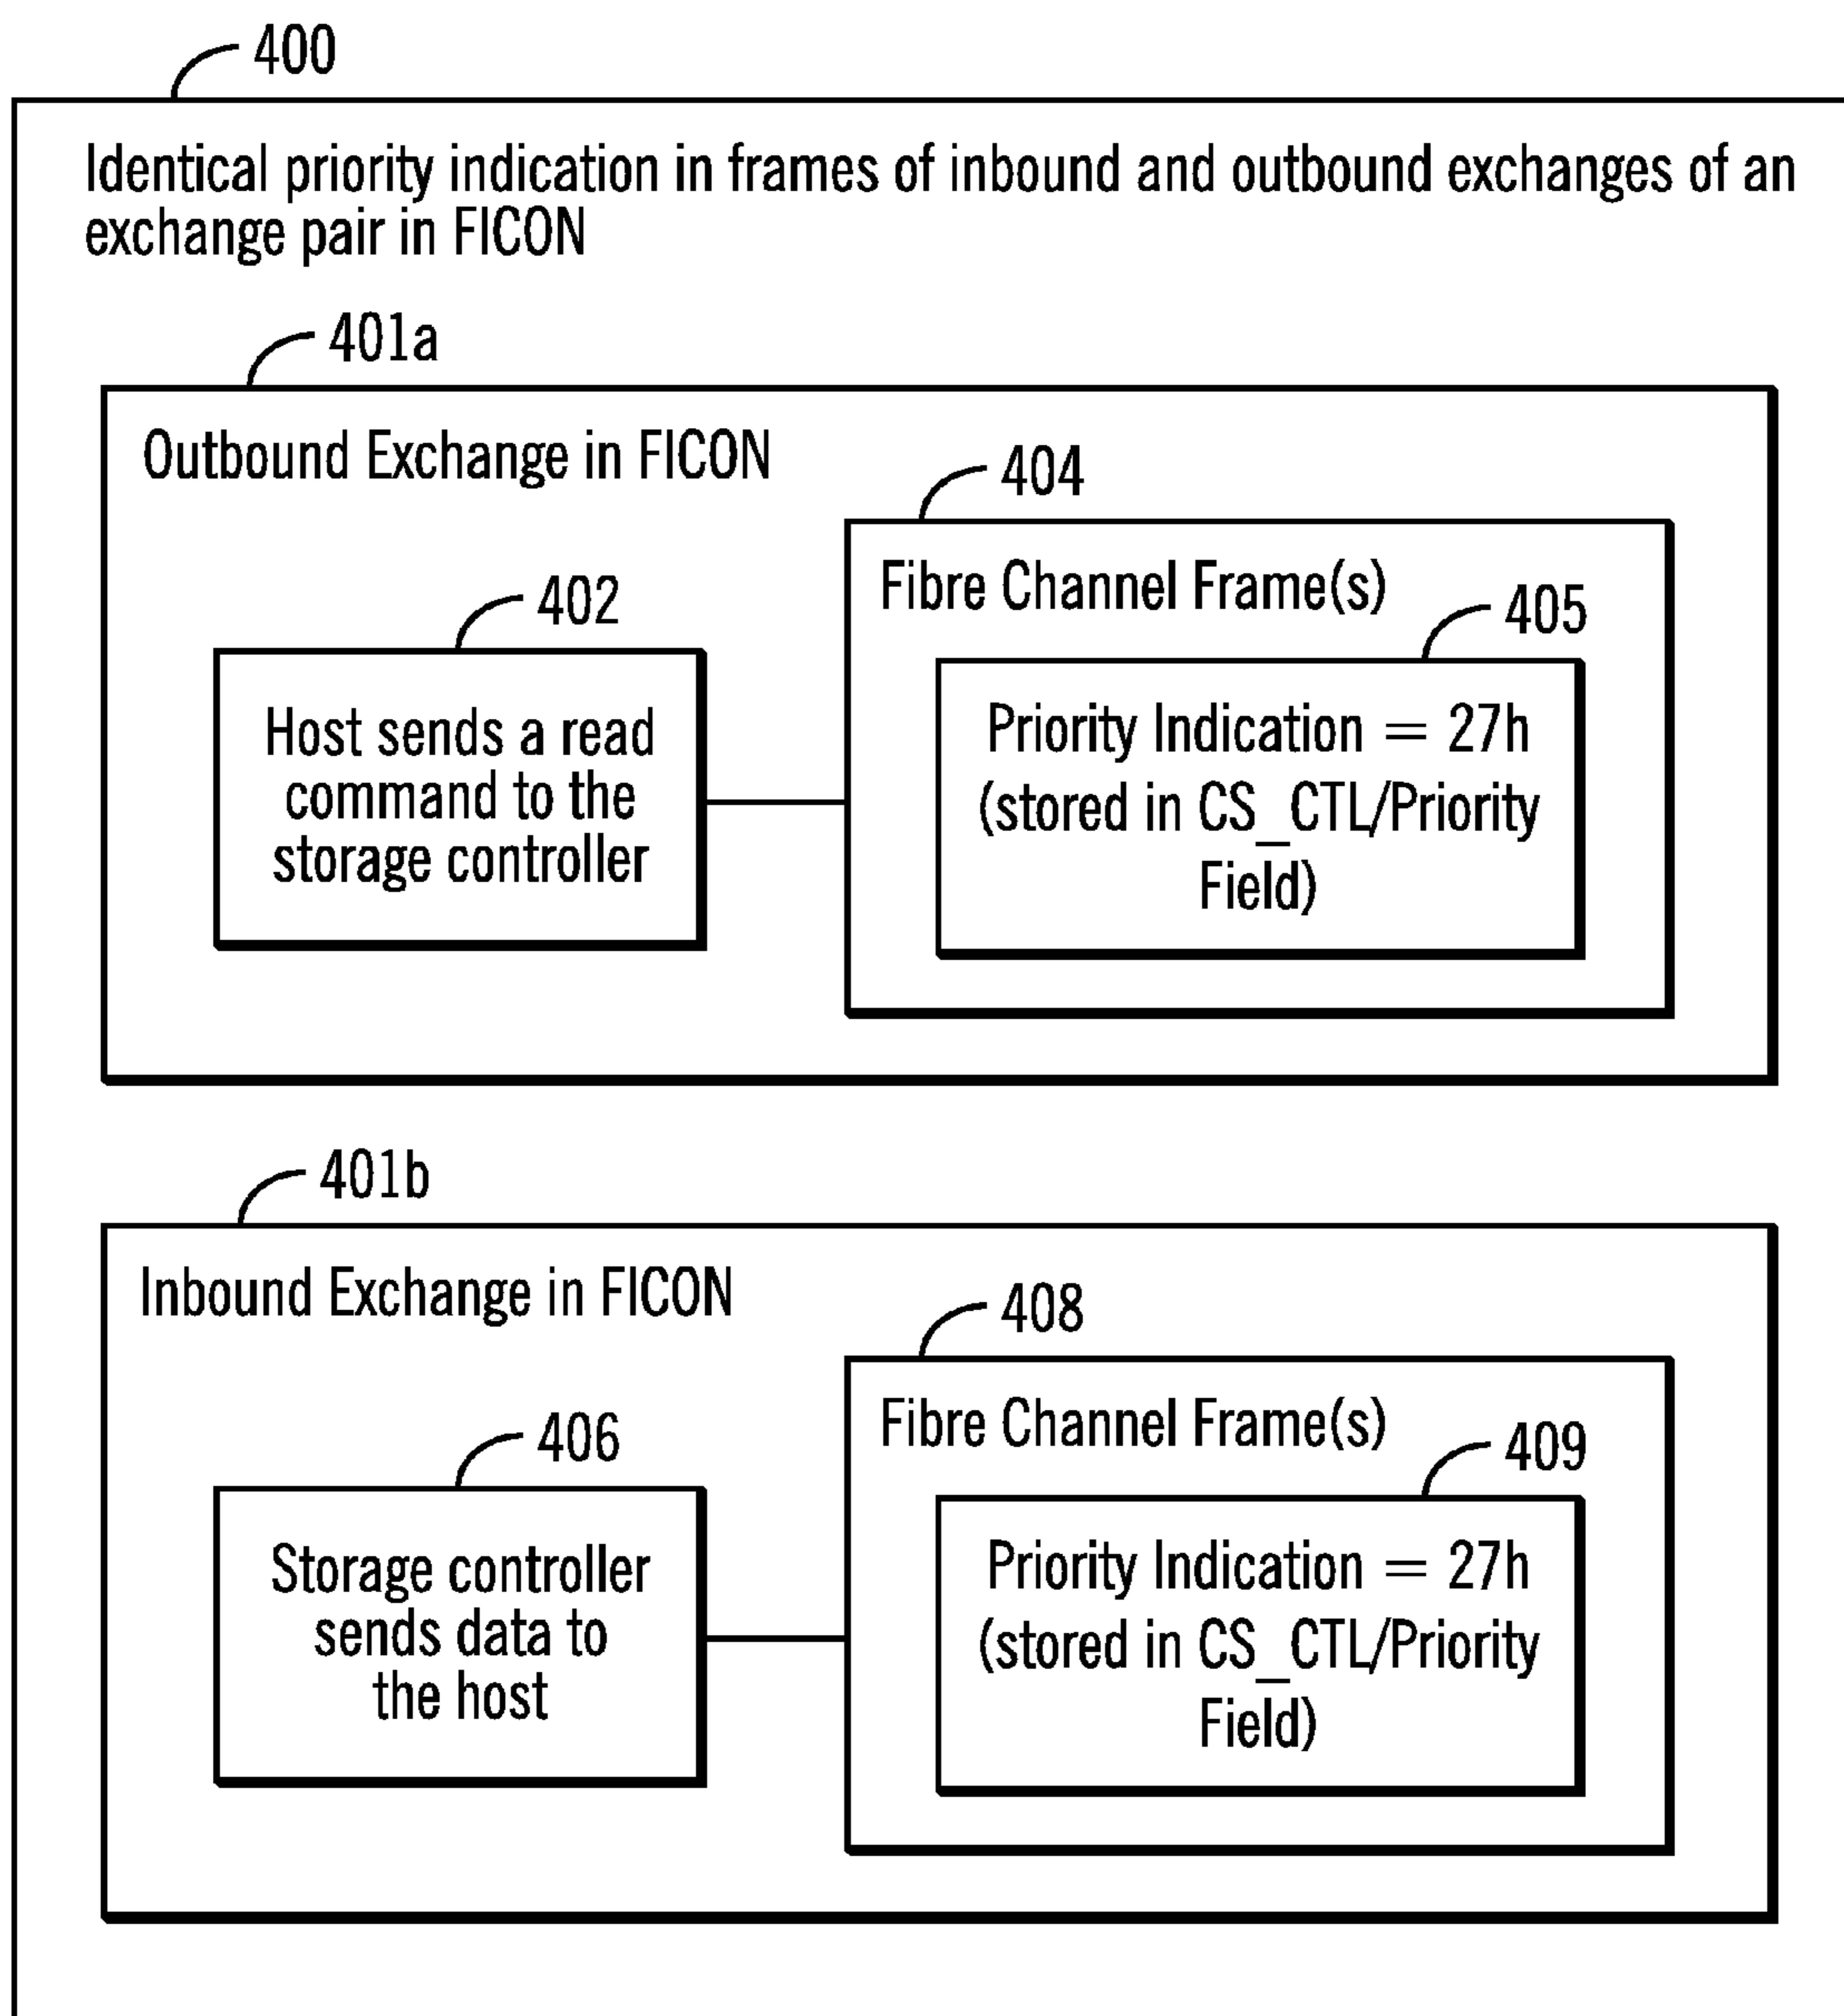 400
Identical priority indication in frames of inbound and outbound exchanges of an
exchange pair in FICON
401a
Outbound Exchange in FICON
404
Fibre Channel Frame(s)
402
405
Host sends a read
command to the
storage controller
Priority Indication = 27h
(stored in CS_CTL/Priority
Field)
401b
Inbound Exchange in FICON
408
Fibre Channel Frame(s)
406
409
Storage controller
sends data to
the host
Priority Indication = 27h
(stored in CS_CTL/Priority
Field)